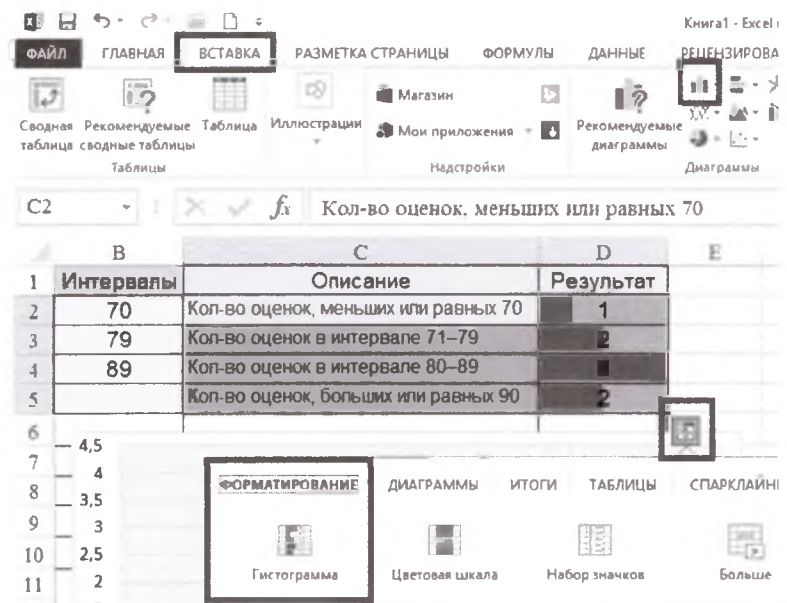 Книга1 - Excel
ФАЙЛ ГЛАВНАЯ ВСТАВКА РАЗМЕТКА СТРАНИЦЫ ФОРМУЛЫ ДАННЫЕ РЕЦЕНЗИРОВА
Сводная таблица
Рекомендуемые сводные таблицы
Таблица
Иллюстрации
Магазин
Мои приложения
Рекомендуемые диаграммы
Таблицы Надстройки Диаграммы
C2 fx Кол-во оценок, меньших или равных 70
B C D E
1 Интервалы Описание Результат
2 70 Кол-во оценок, меньших или равных 70 1
3 79 Кол-во оценок в интервале 71–79 2
4 89 Кол-во оценок в интервале 80–89
5 Кол-во оценок, больших или равных 90 2
6
7 4,5
8 4
3,5
9 3
10 2,5
11 2
ФОРМАТИРОВАНИЕ ДИАГРАММЫ ИТОГИ ТАБЛИЦЫ СПАРКЛАЙН
Гистограмма Цветовая шкала Набор значков Больше